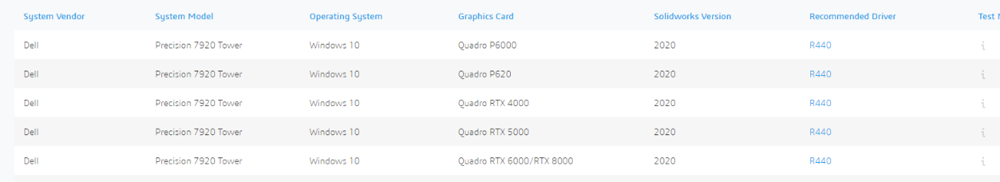 System Vendor System Model Operating System Graphics Card Solidworks Version Recommended Driver Test
Dell Precision 7920 Tower Windows 10 Quadro P6000 2020 R440 i
Dell Precision 7920 Tower Windows 10 Quadro P620 2020 R440 i
Dell Precision 7920 Tower Windows 10 Quadro RTX 4000 2020 R440 i
Dell Precision 7920 Tower Windows 10 Quadro RTX 5000 2020 R440 i
Dell Precision 7920 Tower Windows 10 Quadro RTX 6000/RTX 8000 2020 R440 i